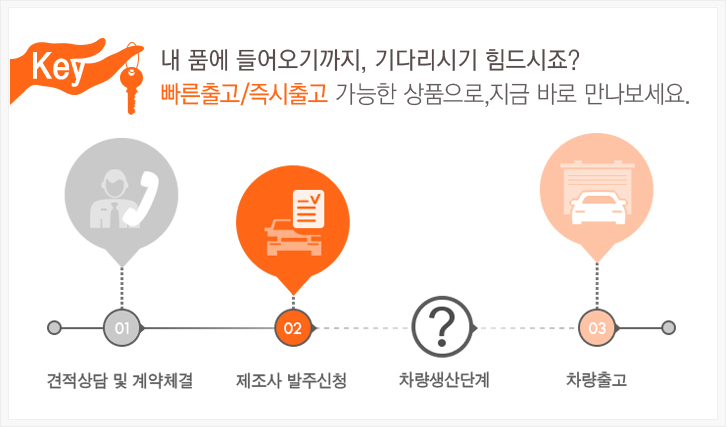 Key
내 품에 들어오기까지, 기다리시기 힘드시죠?
빠른출고/즉시출고 가능한 상품으로,지금 바로 만나보세요.
01
02
?
03
견적상담 및 계약체결
제조사 발주신청
차량생산단계
차량출고